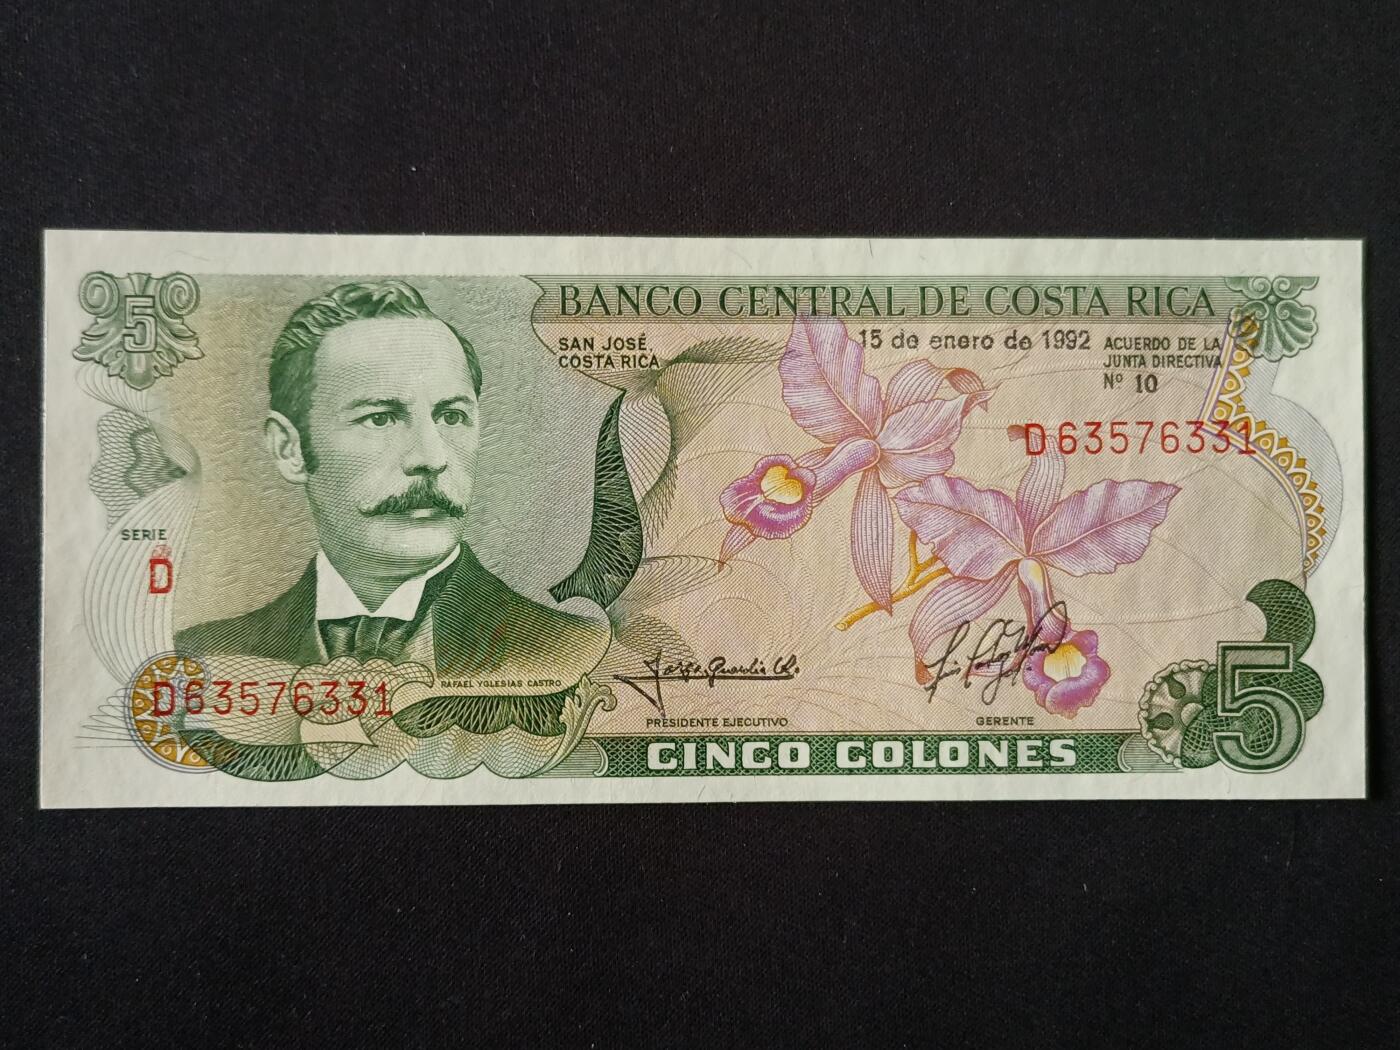 5
BANCO CENTRAL DE COSTA RICA
SAN JOSÉ,
COSTA RICA
15 de enero de 1992
ACUERDO DE LA
JUNTA DIRECTIVA
Nº 10
D63576331
SERIE
D
D63576331
RAFAEL YGLESIAS CASTRO
PRESIDENTE EJECUTIVO
GERENTE
CINCO COLONES
5